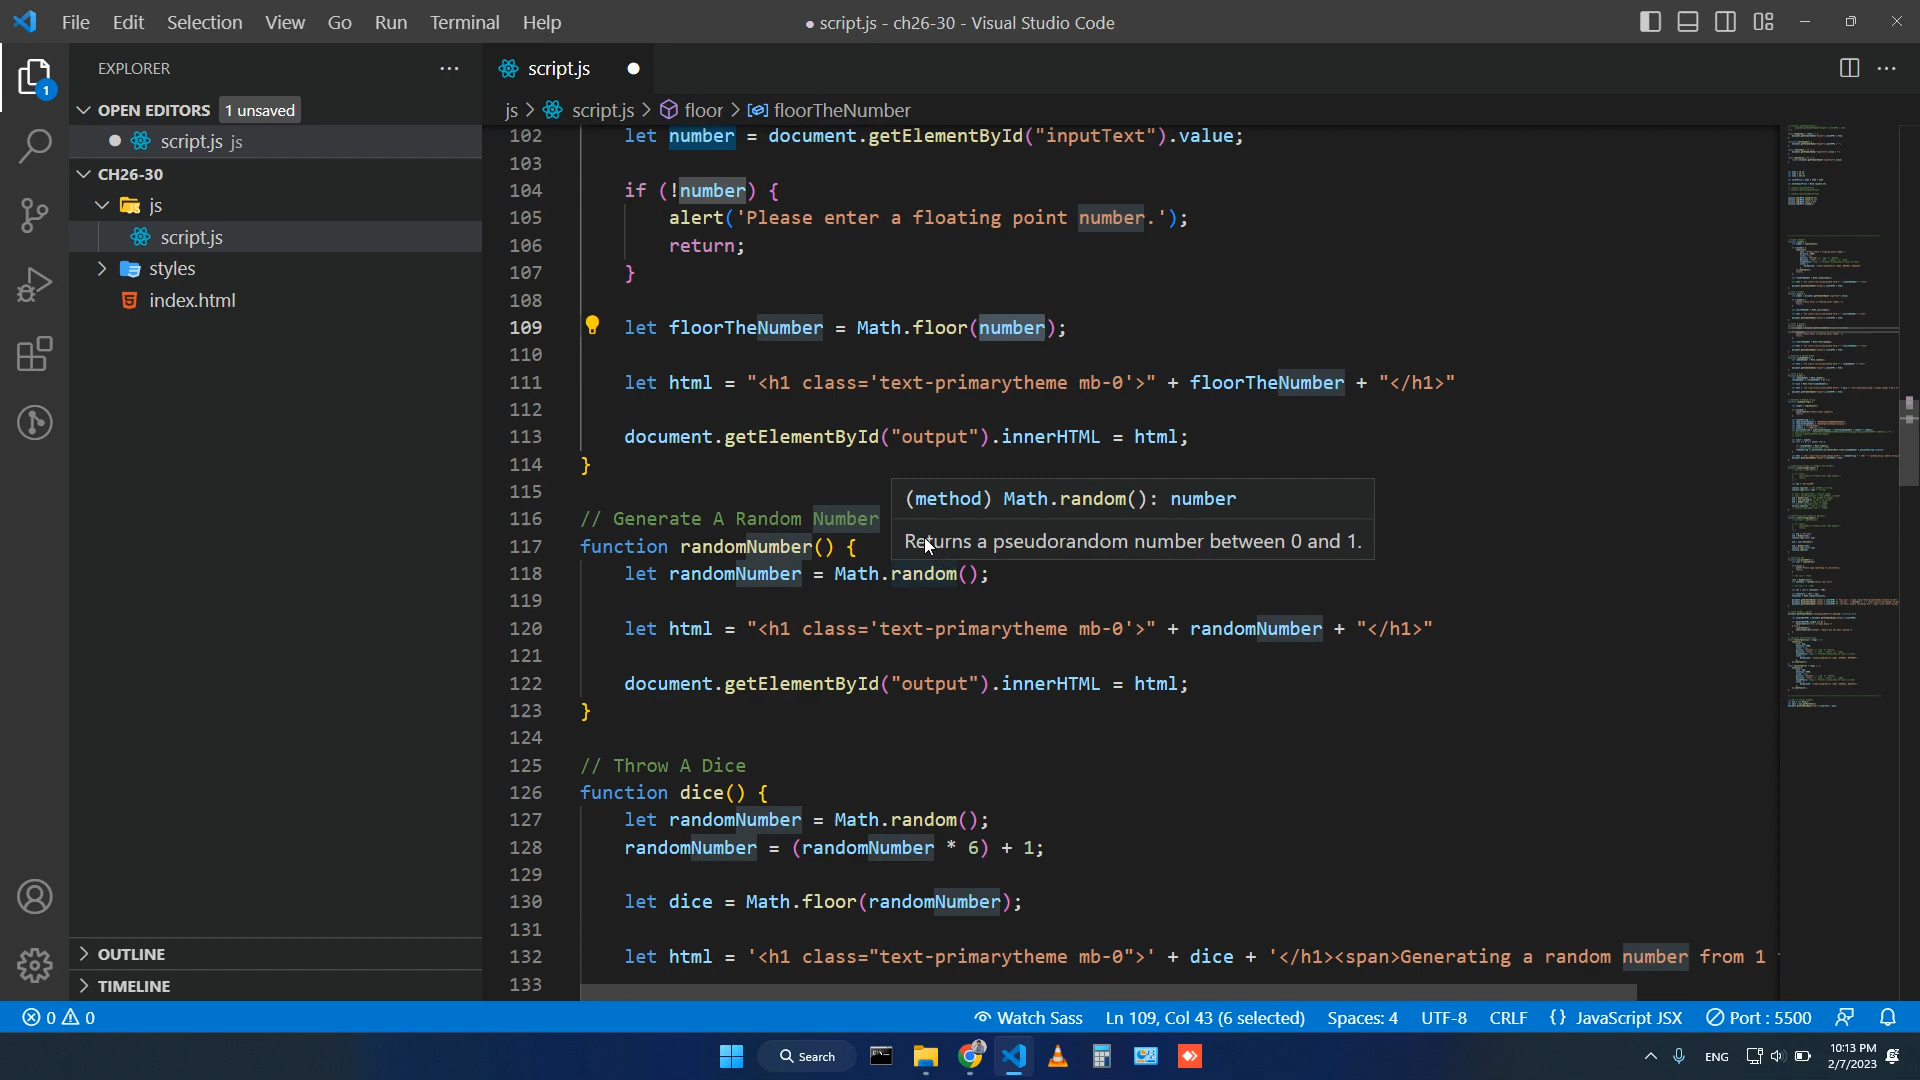 File Edit Selection View Go Run Terminal Help
● script.js - ch26-30 - Visual Studio Code
EXPLORER
OPEN EDITORS 1 unsaved
script.js js
CH26-30
js
script.js
styles
index.html
OUTLINE
TIMELINE
1
script.js
js > script.js > floor > floorTheNumber
102 let number = document.getElementById("inputText").value;
103
104 if (!number) {
105 alert('Please enter a floating point number.');
106 return;
107 }
108
109 let floorTheNumber = Math.floor(number);
110
111 let html = "<h1 class='text-primarytheme mb-0'>" + floorTheNumber + "</h1>"
112
113 document.getElementById("output").innerHTML = html;
114 }
115
(method) Math.random(): number
Returns a pseudorandom number between 0 and 1.
116 // Generate A Random Number
117 function randomNumber() {
118 let randomNumber = Math.random();
119
120 let html = "<h1 class='text-primarytheme mb-0'>" + randomNumber + "</h1>"
121
122 document.getElementById("output").innerHTML = html;
123 }
124
125 // Throw A Dice
126 function dice() {
127 let randomNumber = Math.random();
128 randomNumber = (randomNumber * 6) + 1;
129
130 let dice = Math.floor(randomNumber);
131
132 let html = '<h1 class="text-primarytheme mb-0">' + dice + '</h1><span>Generating a random number from 1
133
0 0 Watch Sass Ln 109, Col 43 (6 selected) Spaces: 4 UTF-8 CRLF {} JavaScript JSX Port : 5500
Search
ENG
10:13 PM
2/7/2023